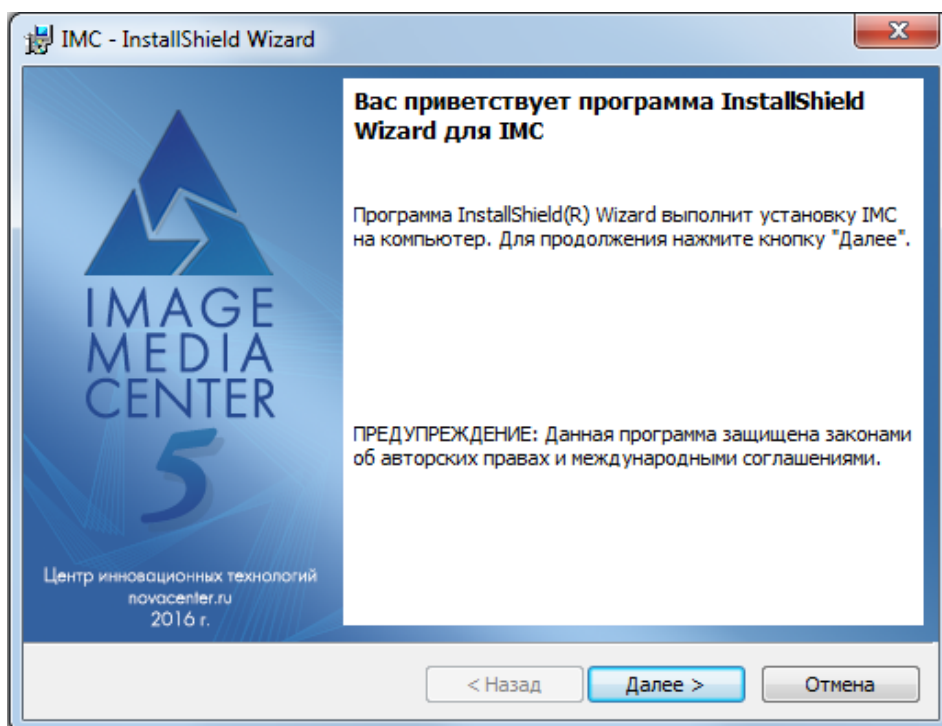 IMC - InstallShield Wizard
IMAGE
MEDIA
CENTER
5
Центр инновационных технологий
novacenter.ru
2016 г.
Вас приветствует программа InstallShield
Wizard для IMC
Программа InstallShield(R) Wizard выполнит установку IMC
на компьютер. Для продолжения нажмите кнопку "Далее".
ПРЕДУПРЕЖДЕНИЕ: Данная программа защищена законами
об авторских правах и международными соглашениями.
< Назад
Далее >
Отмена